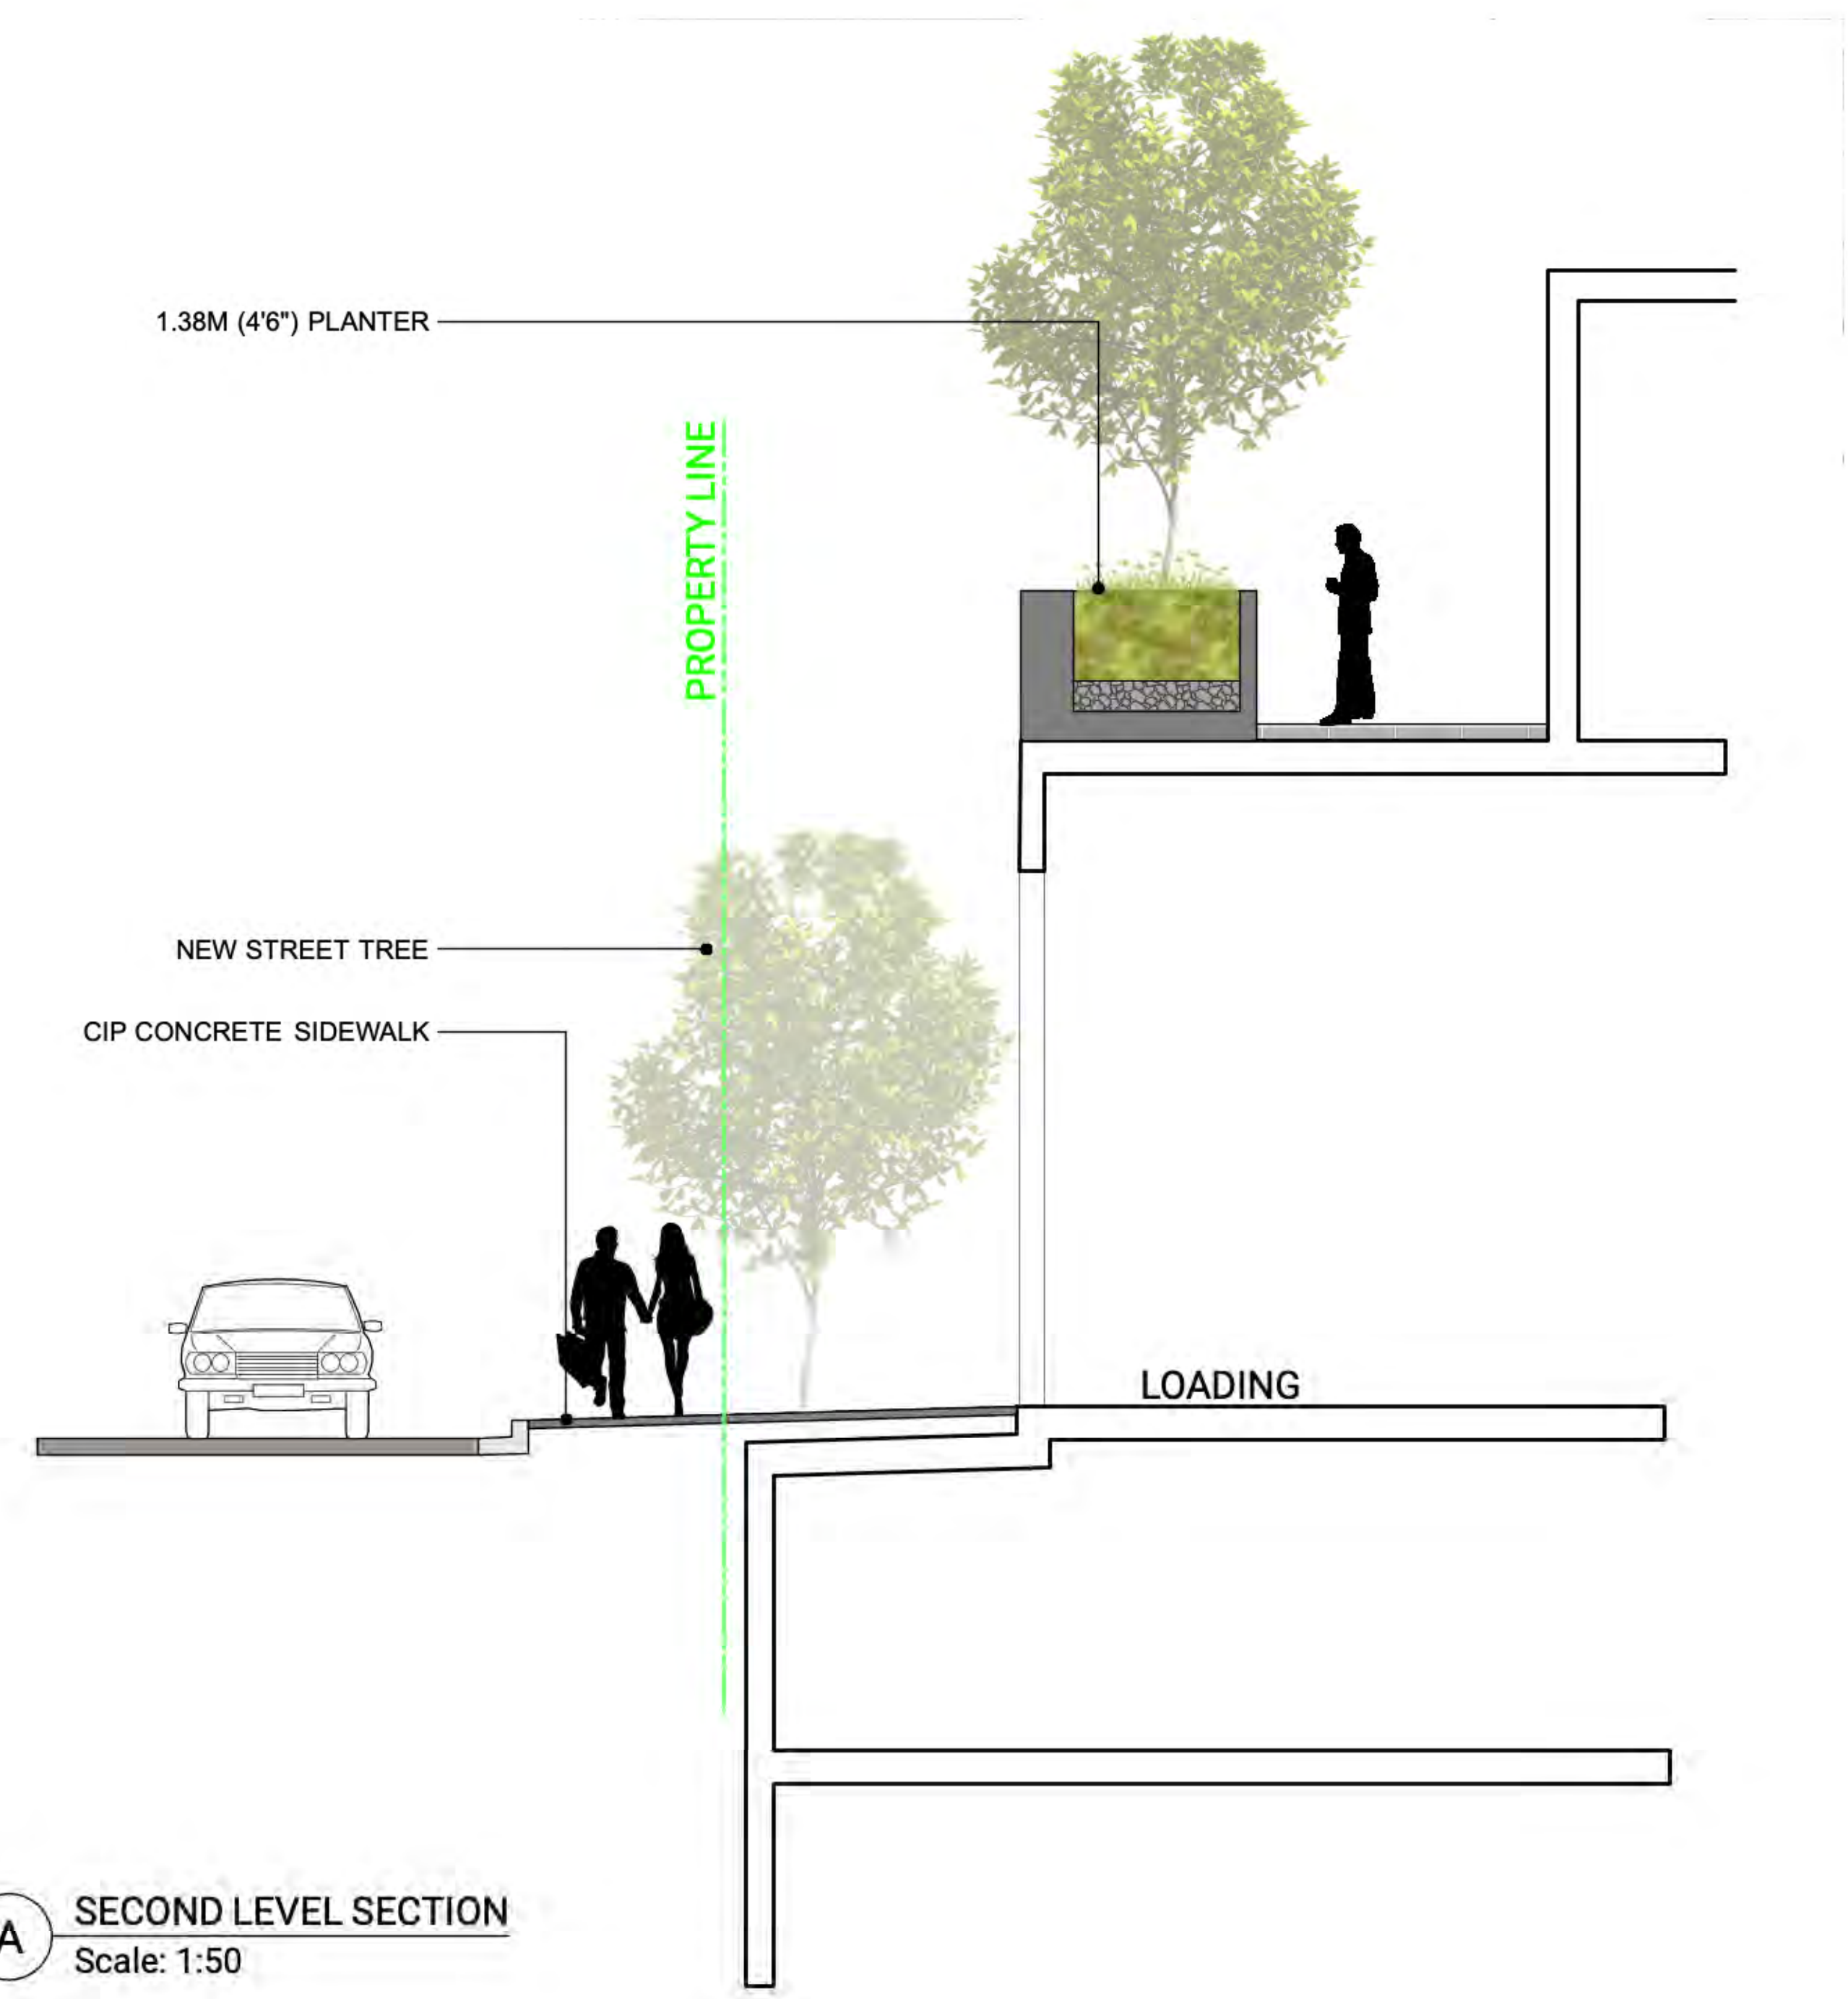 1.38M (4'6") PLANTER
PROPERTY LINE
NEW STREET TREE
CIP CONCRETE SIDEWALK
LOADING
A
SECOND LEVEL SECTION
Scale: 1:50